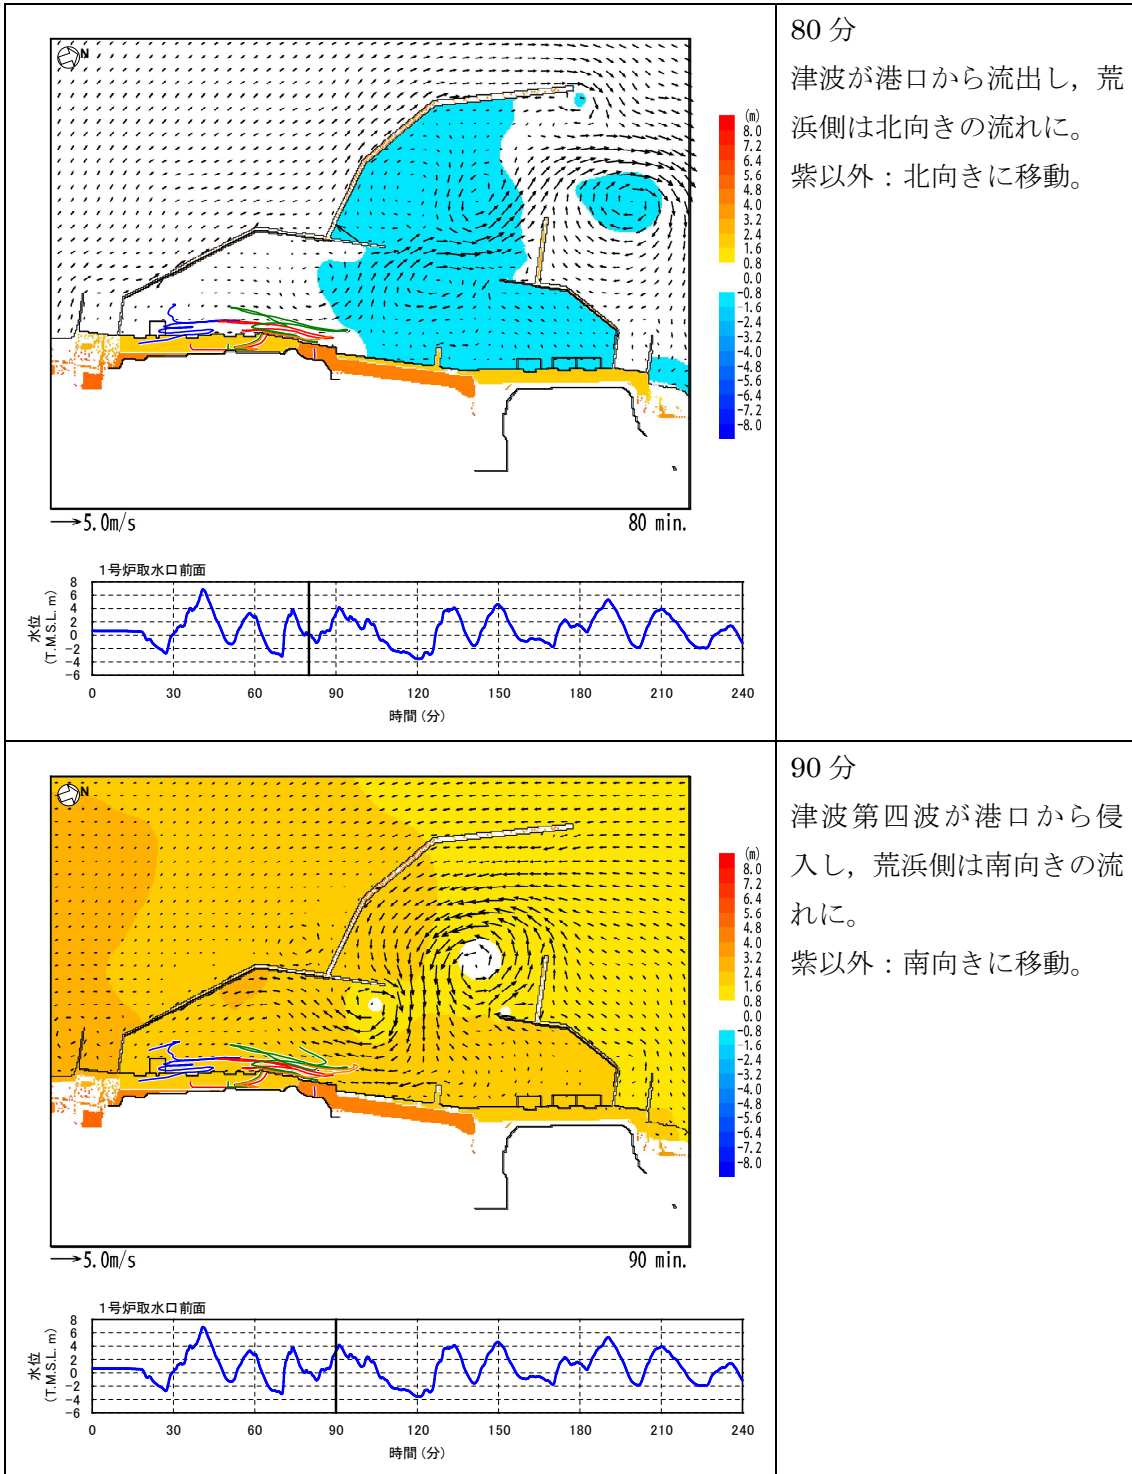 80 分
津波が港口から流出し，荒
浜側は北向きの流れに。
紫以外：北向きに移動。
N
(m)
8.0
7.2
6.4
5.6
4.8
4.0
3.2
2.4
1.6
0.8
0.0
-0.8
-1.6
-2.4
-3.2
-4.0
-4.8
-5.6
-6.4
-7.2
-8.0
5.0m/s
80 min.
1号炉取水口前面
水位
(T.M.S.L. m)
8
6
4
2
0
-2
-4
-6
0 30 60 90 120 150 180 210 240
時間(分)
90 分
津波第四波が港口から侵
入し，荒浜側は南向きの流
れに。
紫以外：南向きに移動。
N
(m)
8.0
7.2
6.4
5.6
4.8
4.0
3.2
2.4
1.6
0.8
0.0
-0.8
-1.6
-2.4
-3.2
-4.0
-4.8
-5.6
-6.4
-7.2
-8.0
5.0m/s
90 min.
1号炉取水口前面
水位
(T.M.S.L. m)
8
6
4
2
0
-2
-4
-6
0 30 60 90 120 150 180 210 240
時間(分)